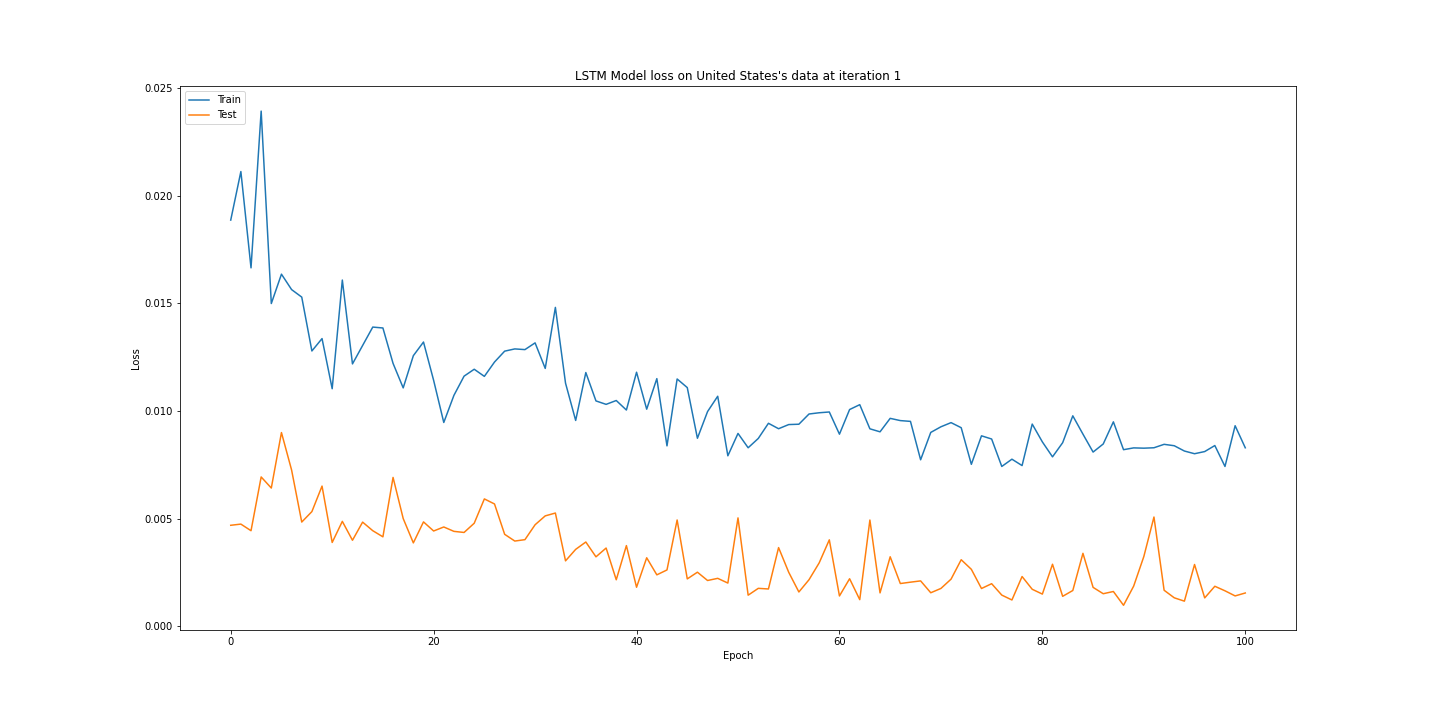 LSTM Model loss on United States's data at iteration 1
Train
Test
0.025
0.020
0.015
0.010
0.005
0.000
Loss
0 20 40 60 80 100
Epoch